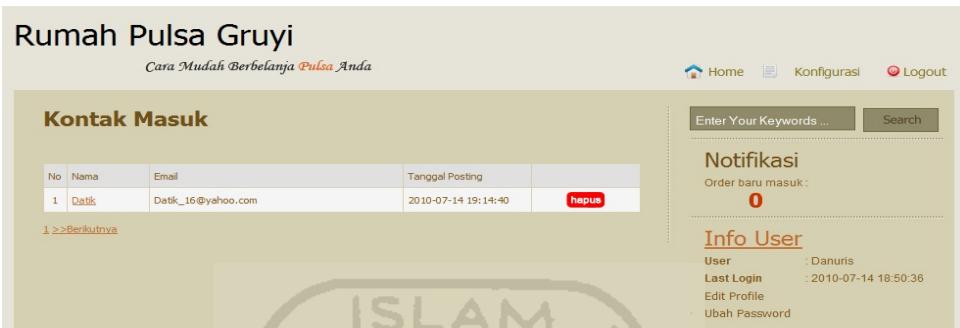 Rumah Pulsa Gruyi
Cara Mudah Berbelanja Pulsa Anda
Home Konfigurasi Logout
Kontak Masuk
No Nama Email Tanggal Posting
1 Datik Datik_16@yahoo.com 2010-07-14 19:14:40 hapus
1 >>Berikutnya
Enter Your Keywords ... Search
Notifikasi
Order baru masuk :
0
Info User
User : Danuris
Last Login : 2010-07-14 18:50:36
Edit Profile
Ubah Password
ISLAM